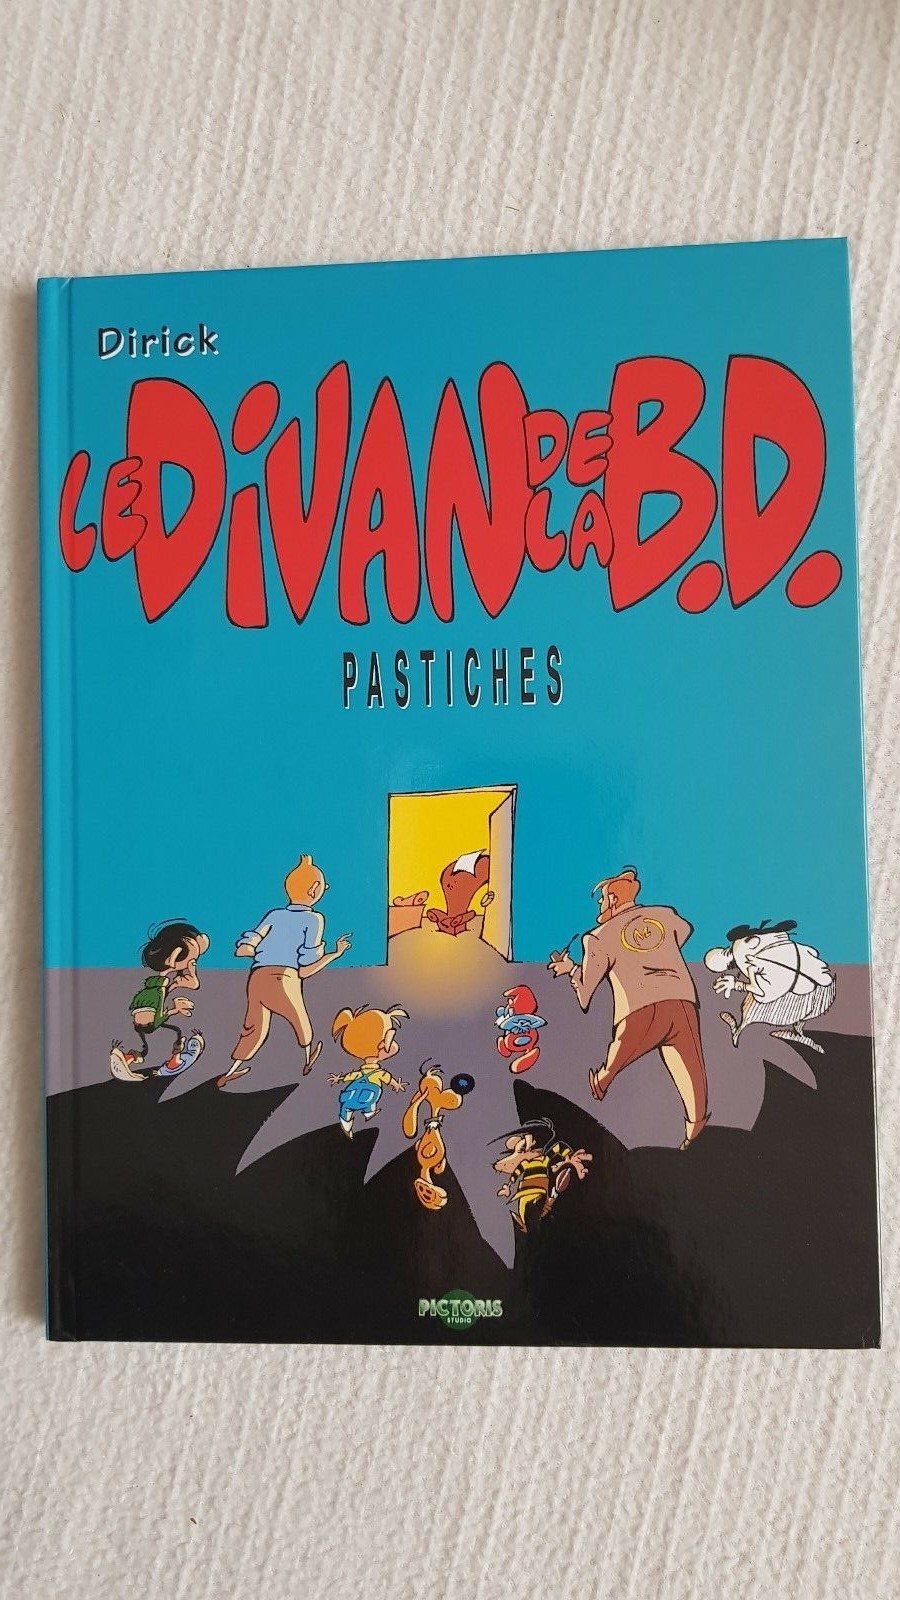 Dirick
LE DiVAN DE LA B.D.
PASTICHES
PICTORIS
STUDIO